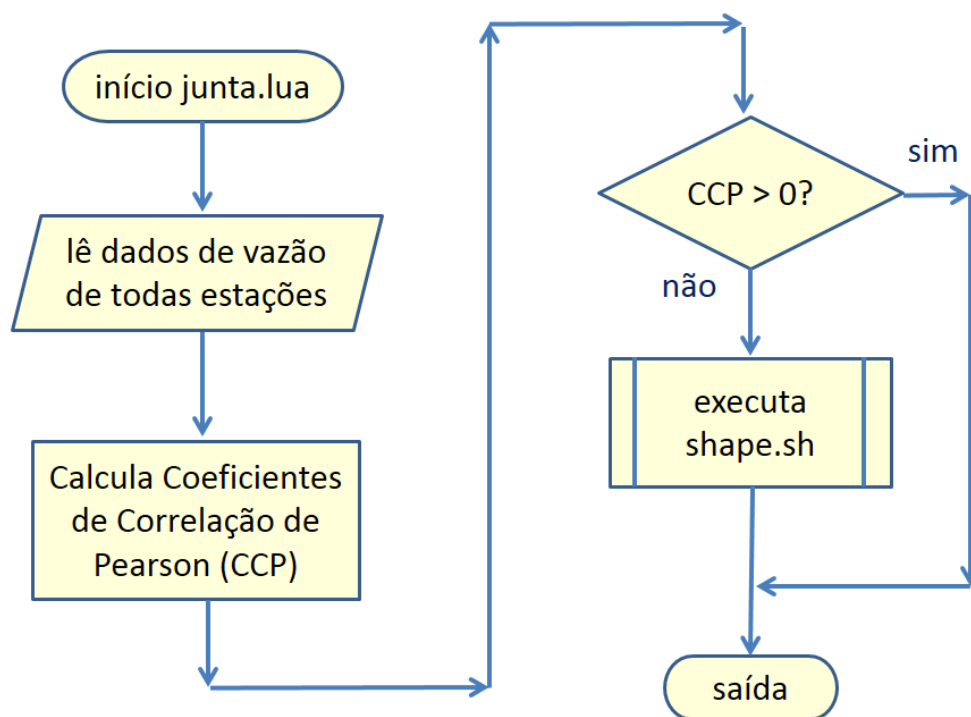 início junta.lua
lê dados de vazão
de todas estações
Calcula Coeficientes
de Correlação de
Pearson (CCP)
CCP > 0?
sim
não
executa
shape.sh
saída